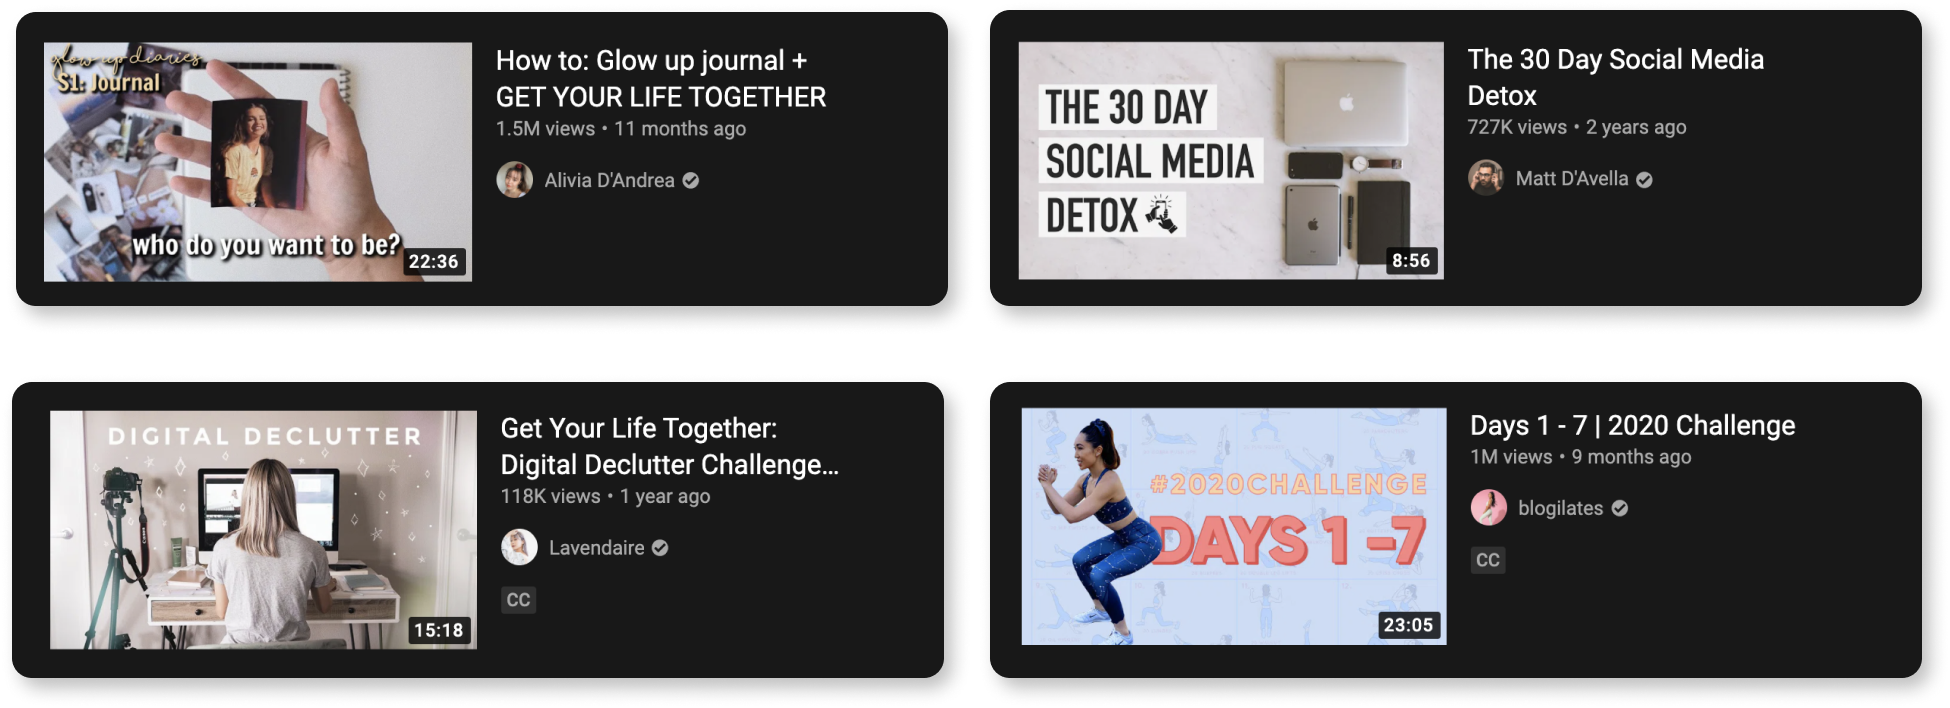 glow up diaries
S1: Journal
who do you want to be?
22:36
How to: Glow up journal +
GET YOUR LIFE TOGETHER
1.5M views • 11 months ago
Alivia D'Andrea
THE 30 DAY
SOCIAL MEDIA
DETOX
8:56
The 30 Day Social Media
Detox
727K views • 2 years ago
Matt D'Avella
DIGITAL DECLUTTER
15:18
Get Your Life Together:
Digital Declutter Challenge...
118K views • 1 year ago
Lavendaire
CC
#2020CHALLENGE
DAYS 1 -7
23:05
Days 1 - 7 | 2020 Challenge
1M views • 9 months ago
blogilates
CC